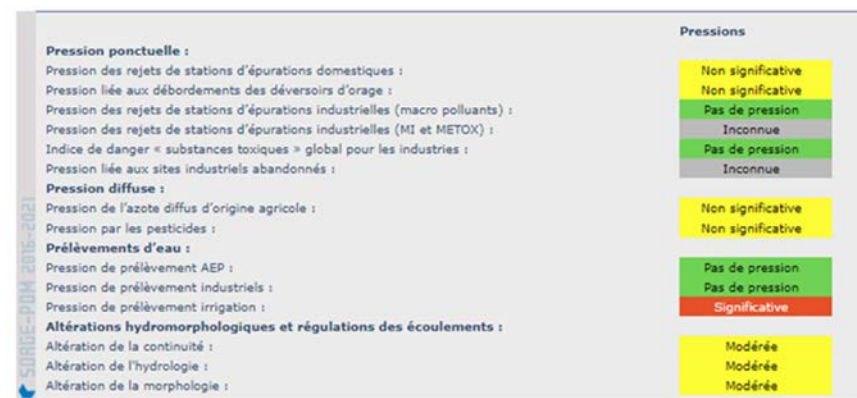 Pressions
Pression ponctuelle :
Pression des rejets de stations d'épurations domestiques : Non significative
Pression liée aux débordements des déversoirs d'orage : Non significative
Pression des rejets de stations d'épurations industrielles (macro polluants) : Pas de pression
Pression des rejets de stations d'épurations industrielles (MI et METOX) : Inconnue
Indice de danger « substances toxiques » global pour les industries : Pas de pression
Pression liée aux sites industriels abandonnés : Inconnue
Pression diffuse :
Pression de l'azote diffus d'origine agricole : Non significative
Pression par les pesticides : Non significative
Prélèvements d'eau :
Pression de prélèvement AEP : Pas de pression
Pression de prélèvement industriels : Pas de pression
Pression de prélèvement irrigation : Significative
Altérations hydromorphologiques et régulations des écoulements :
Altération de la continuité : Modérée
Altération de l'hydrologie : Modérée
Altération de la morphologie : Modérée
SDAGE-PDM 2016-2021